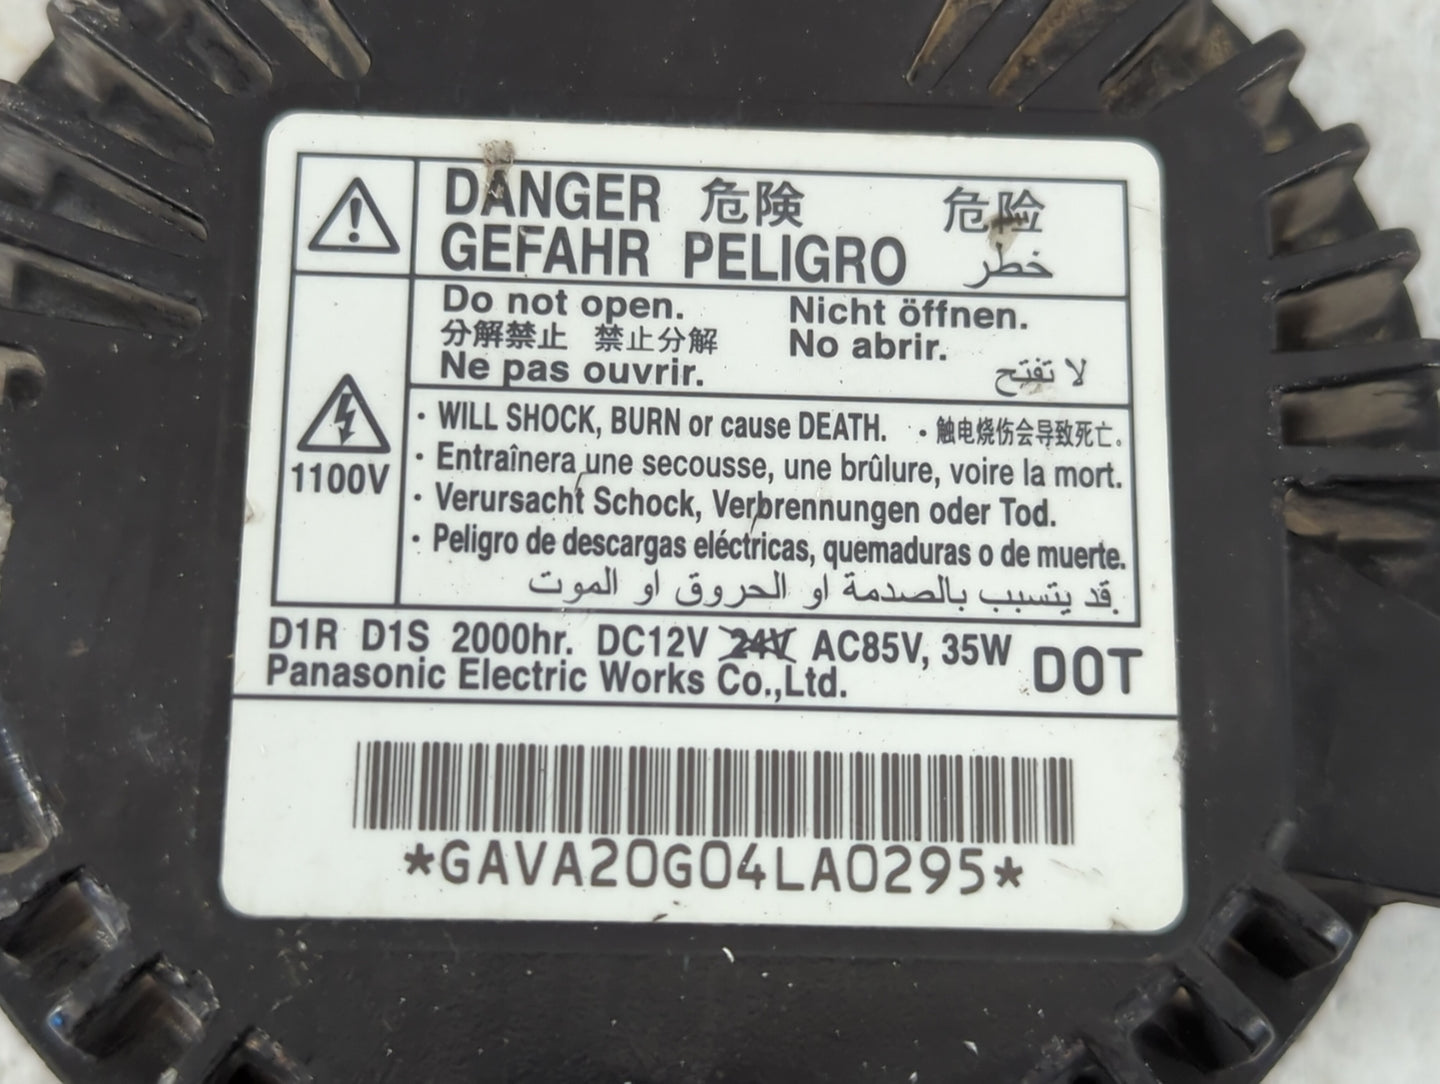 DANGER 危険 危险
GEFAHR PELIGRO خطر
Do not open. Nicht öffnen.
分解禁止 禁止分解 No abrir.
Ne pas ouvrir. لا تفتح
1100V
· WILL SHOCK, BURN or cause DEATH. · 触电烧伤会导致死亡。
· Entraînera une secousse, une brûlure, voire la mort.
· Verursacht Schock, Verbrennungen oder Tod.
· Peligro de descargas eléctricas, quemaduras o de muerte.
قد يتسبب بالصدمة او الحروق او الموت.
D1R D1S 2000hr. DC12V 24V AC85V, 35W DOT
Panasonic Electric Works Co.,Ltd.
*GAVA20G04LA0295*